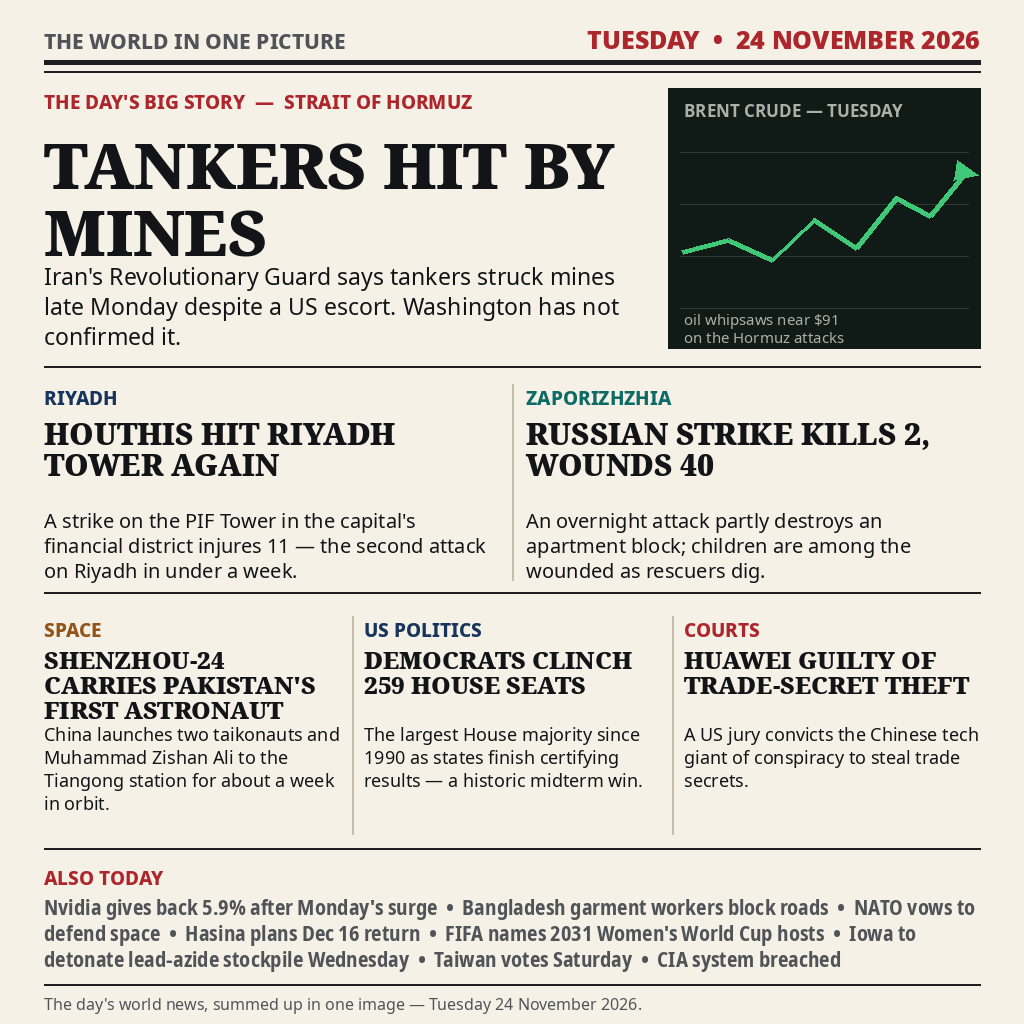 THE WORLD IN ONE PICTURE
TUESDAY • 24 NOVEMBER 2026
THE DAY'S BIG STORY — STRAIT OF HORMUZ
TANKERS HIT BY
MINES
Iran's Revolutionary Guard says tankers struck mines
late Monday despite a US escort. Washington has not
confirmed it.
BRENT CRUDE — TUESDAY
oil whipsaws near $91
on the Hormuz attacks
RIYADH
HOUTHIS HIT RIYADH
TOWER AGAIN
A strike on the PIF Tower in the capital's
financial district injures 11 — the second attack
on Riyadh in under a week.
ZAPORIZHZHIA
RUSSIAN STRIKE KILLS 2,
WOUNDS 40
An overnight attack partly destroys an
apartment block; children are among the
wounded as rescuers dig.
SPACE
SHENZHOU-24
CARRIES PAKISTAN'S
FIRST ASTRONAUT
China launches two taikonauts and
Muhammad Zishan Ali to the
Tiangong station for about a week
in orbit.
US POLITICS
DEMOCRATS CLINCH
259 HOUSE SEATS
The largest House majority since
1990 as states finish certifying
results — a historic midterm win.
COURTS
HUAWEI GUILTY OF
TRADE-SECRET THEFT
A US jury convicts the Chinese tech
giant of conspiracy to steal trade
secrets.
ALSO TODAY
Nvidia gives back 5.9% after Monday's surge • Bangladesh garment workers block roads • NATO vows to
defend space • Hasina plans Dec 16 return • FIFA names 2031 Women's World Cup hosts • Iowa to
detonate lead-azide stockpile Wednesday • Taiwan votes Saturday • CIA system breached
The day's world news, summed up in one image — Tuesday 24 November 2026.